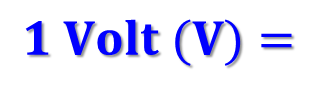 1 Volt (V) =